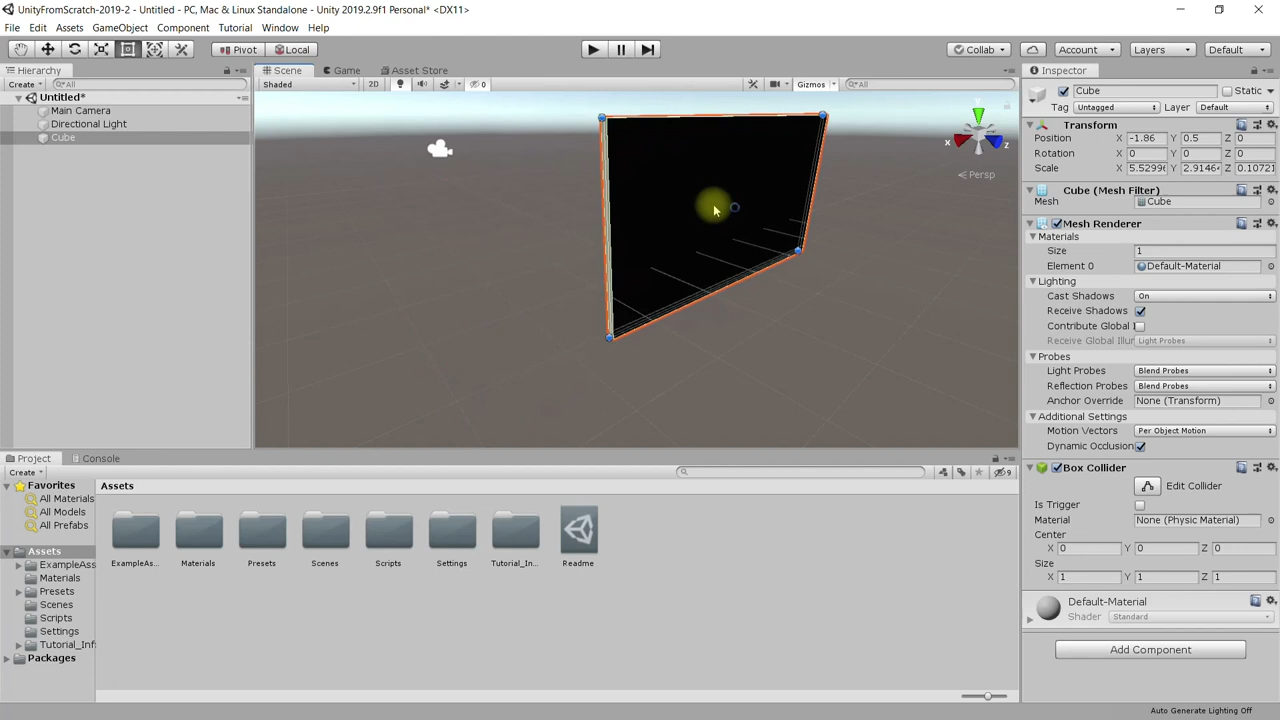 UnityFromScratch-2019-2 - Untitled - PC, Mac & Linux Standalone - Unity 2019.2.9f1 Personal* <DX11>
File Edit Assets GameObject Component Tutorial Window Help
Pivot Local Collab Account Layers Default
Hierarchy
Create All
Untitled*
Main Camera
Directional Light
Cube
Scene Game Asset Store
Shaded 2D 0 Gizmos All
x z
Persp
Inspector
Cube Static
Tag Untagged Layer Default
Transform
Position X -1.86 Y 0.5 Z 0
Rotation X 0 Y 0 Z 0
Scale X 5.5299 Y 2.9146 Z 0.10721
Cube (Mesh Filter)
Mesh Cube
Mesh Renderer
Materials
Size 1
Element 0 Default-Material
Lighting
Cast Shadows On
Receive Shadows
Contribute Global I
Receive Global Illur Light Probes
Probes
Light Probes Blend Probes
Reflection Probes Blend Probes
Anchor Override None (Transform)
Additional Settings
Motion Vectors Per Object Motion
Dynamic Occlusion
Box Collider
Edit Collider
Is Trigger
Material None (Physic Material)
Center
X 0 Y 0 Z 0
Size
X 1 Y 1 Z 1
Default-Material
Shader Standard
Add Component
Project Console
Create 9
Favorites
All Materials
All Models
All Prefabs
Assets
ExampleAss
Materials
Presets
Scenes
Scripts
Settings
Tutorial_Inf
Packages
Assets
ExampleAs... Materials Presets Scenes Scripts Settings Tutorial_In... Readme
Auto Generate Lighting Off